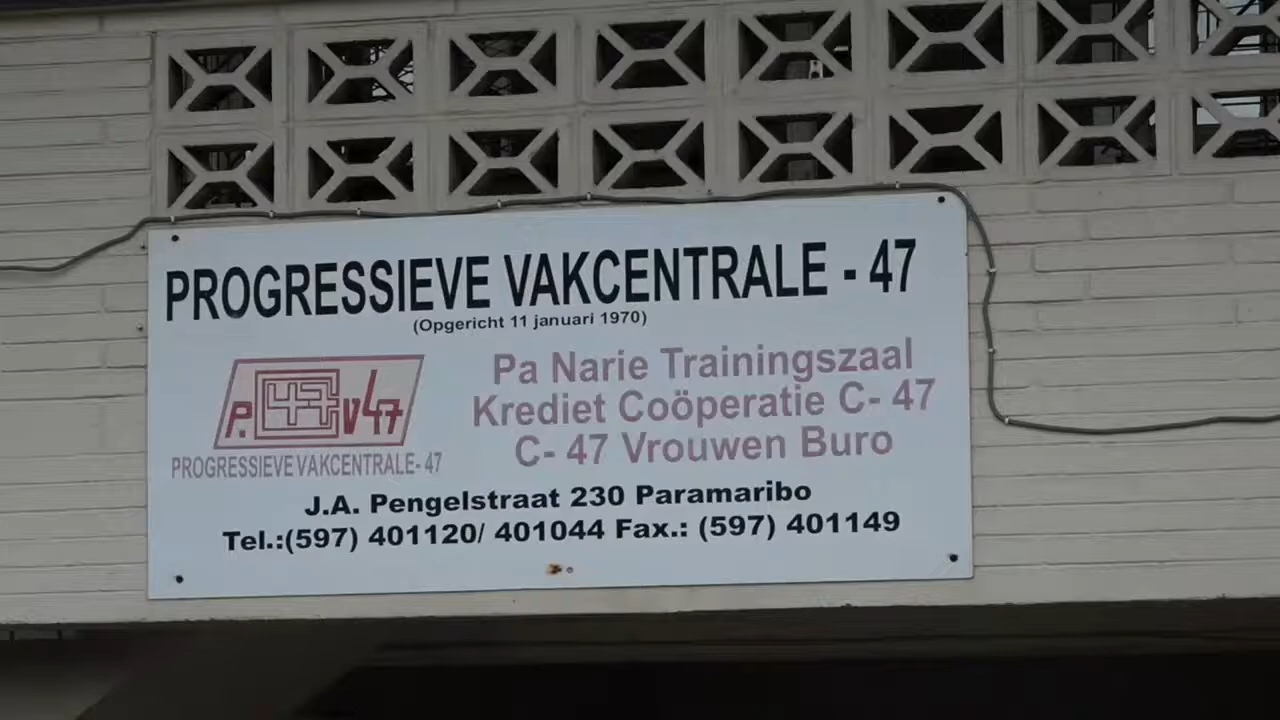 PROGRESSIEVE VAKCENTRALE - 47
(Opgericht 11 januari 1970)
P. C47 V47
PROGRESSIEVE VAKCENTRALE- 47
Pa Narie Trainingszaal
Krediet Coöperatie C- 47
C- 47 Vrouwen Buro
J.A. Pengelstraat 230 Paramaribo
Tel.:(597) 401120/ 401044 Fax.: (597) 401149